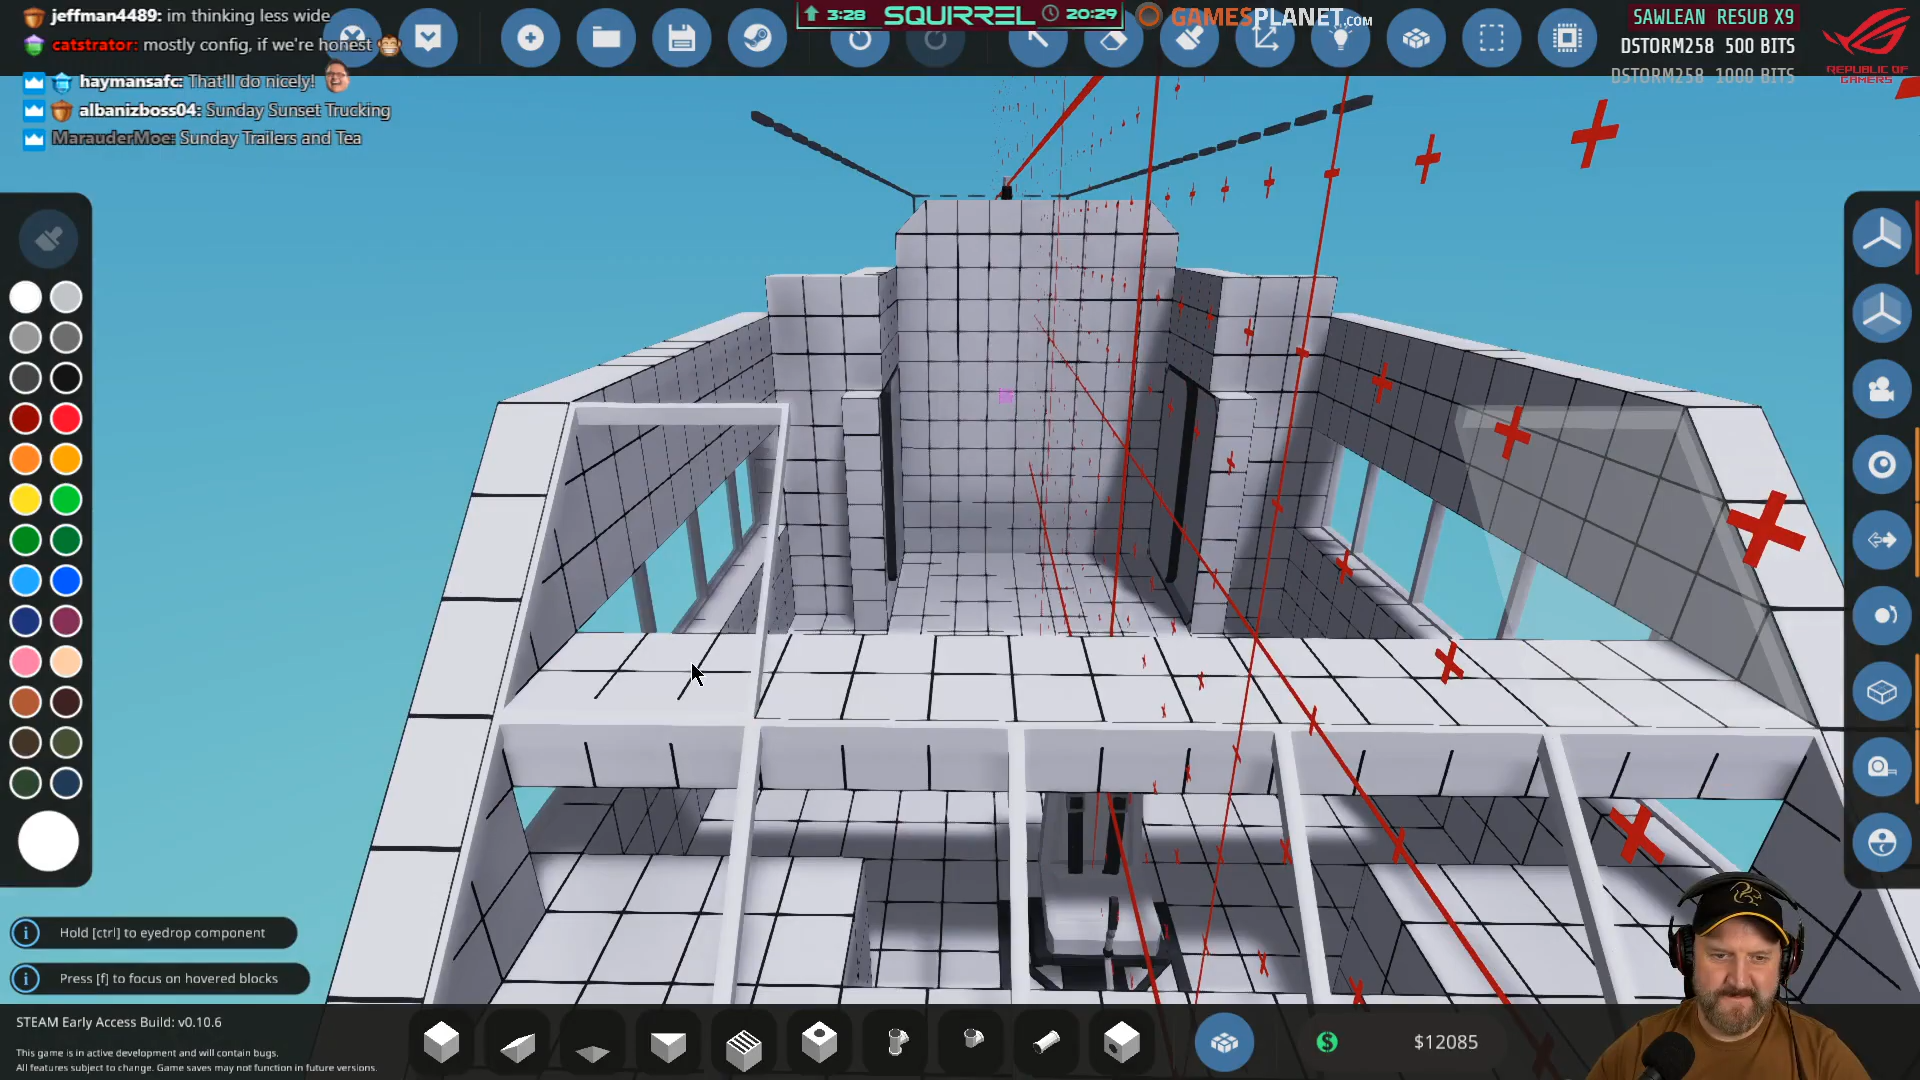 jeffman4489: im thinking less wide
catstrator: mostly config, if we're honest
haymansafc: That'll do nicely!
albanizboss04: Sunday Sunset Trucking
MarauderMoe: Sunday Trailers and Tea
3:28 SQUIRREL 20:29
GAMESPLANET.COM
SAWLEAN RESUB X9
DSTORM258 500 BITS
DSTORM258 1000 BITS
REPUBLIC OF GAMERS
Hold [ctrl] to eyedrop component
Press [f] to focus on hovered blocks
STEAM Early Access Build: v0.10.6
This game is in active development and will contain bugs.
All features subject to change. Game saves may not function in future versions.
$12085